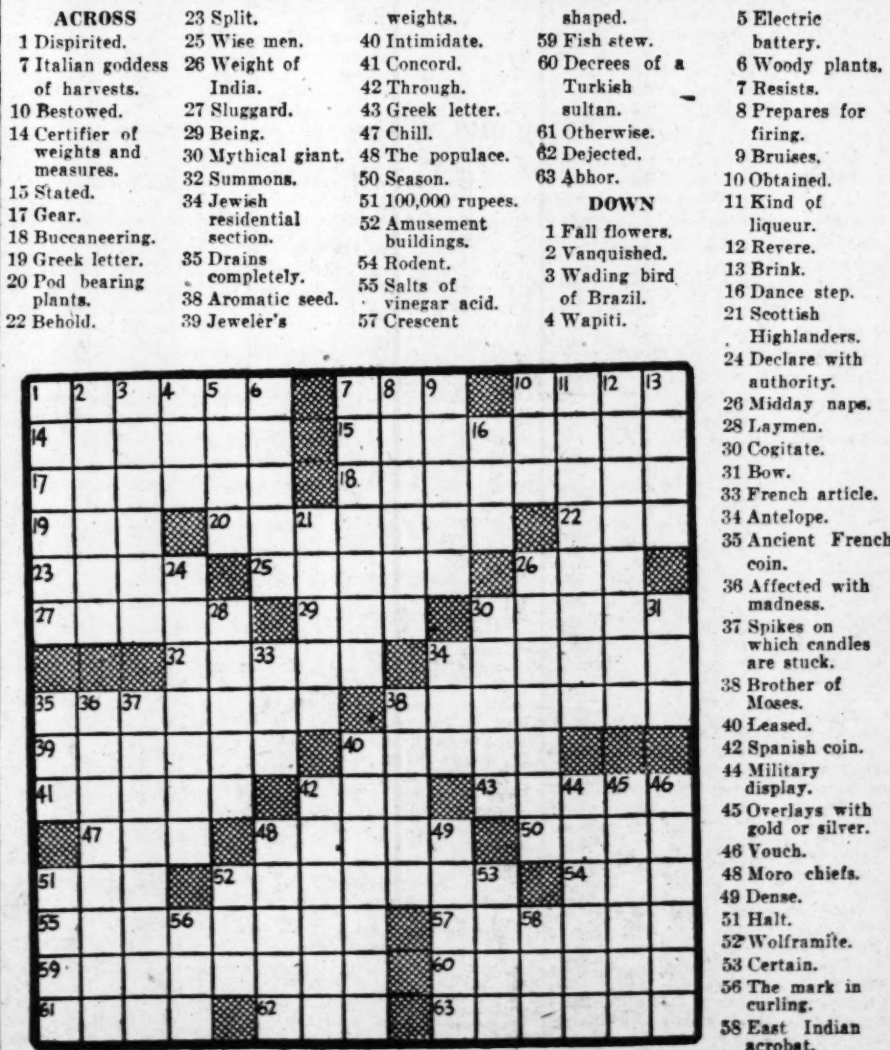 ACROSS
1 Dispirited.
7 Italian goddess
of harvests.
10 Bestowed.
14 Certifier of
weights and
measures.
15 Stated.
17 Gear.
18 Buccaneering.
19 Greek letter.
20 Pod bearing
plants.
22 Behold.
23 Split.
25 Wise men.
26 Weight of
India.
27 Sluggard.
29 Being.
30 Mythical giant.
32 Summons.
34 Jewish
residential
section.
35 Drains
completely.
38 Aromatic seed.
39 Jeweler's
weights.
40 Intimidate.
41 Concord.
42 Through.
43 Greek letter.
47 Chill.
48 The populace.
50 Season.
51 100,000 rupees.
52 Amusement
buildings.
54 Rodent.
55 Salts of
vinegar acid.
57 Crescent
shaped.
59 Fish stew.
60 Decrees of a
Turkish
sultan.
61 Otherwise.
62 Dejected.
63 Abhor.
DOWN
1 Fall flowers.
2 Vanquished.
3 Wading bird
of Brazil.
4 Wapiti.
5 Electric
battery.
6 Woody plants.
7 Resists.
8 Prepares for
firing.
9 Bruises.
10 Obtained.
11 Kind of
liqueur.
12 Revere.
13 Brink.
16 Dance step.
21 Scottish
Highlanders.
24 Declare with
authority.
26 Midday naps.
28 Laymen.
30 Cogitate.
31 Bow.
33 French article.
34 Antelope.
35 Ancient French
coin.
36 Affected with
madness.
37 Spikes on
which candles
are stuck.
38 Brother of
Moses.
40 Leased.
42 Spanish coin.
44 Military
display.
45 Overlays with
gold or silver.
46 Vouch.
48 Moro chiefs.
49 Dense.
51 Halt.
52 Wolframite.
53 Certain.
56 The mark in
curling.
58 East Indian
acrobat.
1 2 3 4 5 6 7 8 9 10 11 12 13
14 15 16
17 18
19 20 21 22
23 24 25 26
27 28 29 30 31
32 33 34
35 36 37 38
39 40
41 42 43 44 45 46
47 48 49 50
51 52 53 54
55 56 57 58
59 60
61 62 63